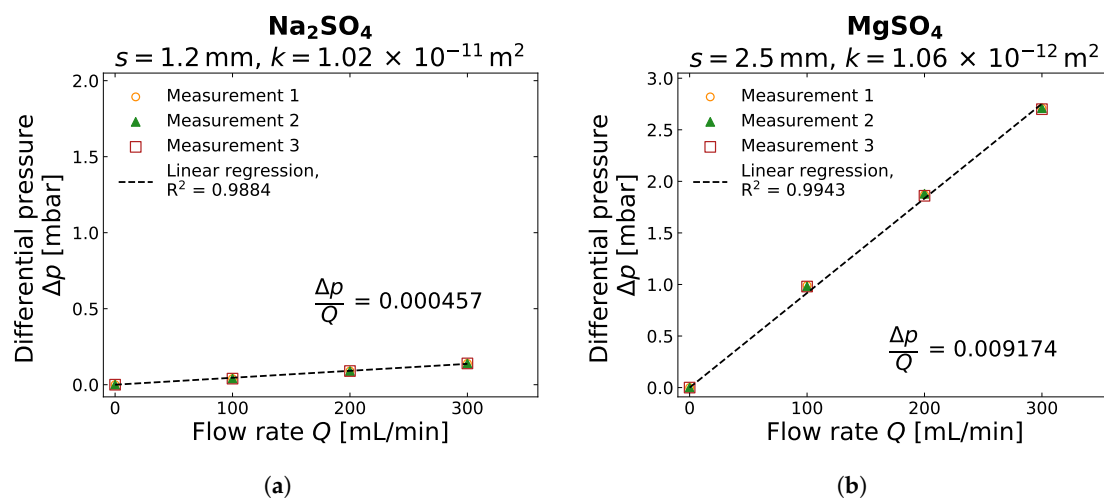 Na₂SO₄
s = 1.2 mm, k = 1.02 × 10⁻¹¹ m²
Differential pressure
Δp [mbar]
2.0
1.5
1.0
0.5
0.0
Measurement 1
Measurement 2
Measurement 3
Linear regression,
R² = 0.9884
Δp/Q = 0.000457
0 100 200 300
Flow rate Q [mL/min]
(a)
MgSO₄
s = 2.5 mm, k = 1.06 × 10⁻¹² m²
Differential pressure
Δp [mbar]
3.0
2.5
2.0
1.5
1.0
0.5
0.0
Measurement 1
Measurement 2
Measurement 3
Linear regression,
R² = 0.9943
Δp/Q = 0.009174
0 100 200 300
Flow rate Q [mL/min]
(b)